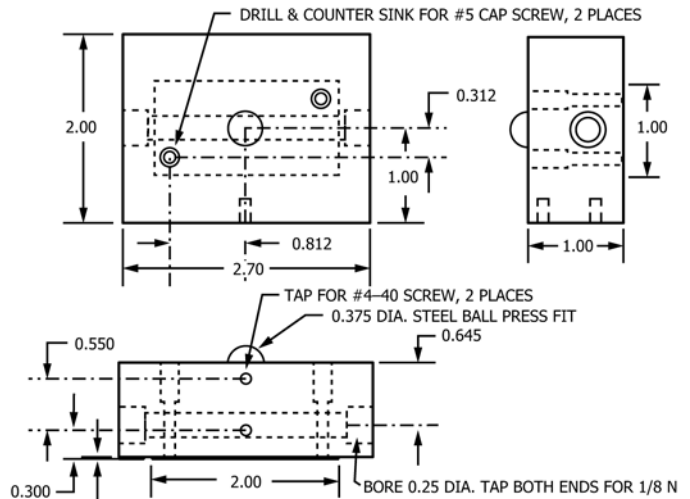 DRILL & COUNTER SINK FOR #5 CAP SCREW, 2 PLACES
0.312
2.00
1.00
1.00
0.812
2.70
1.00
TAP FOR #4–40 SCREW, 2 PLACES
0.375 DIA. STEEL BALL PRESS FIT
0.550
0.645
0.300
2.00
BORE 0.25 DIA. TAP BOTH ENDS FOR 1/8 N